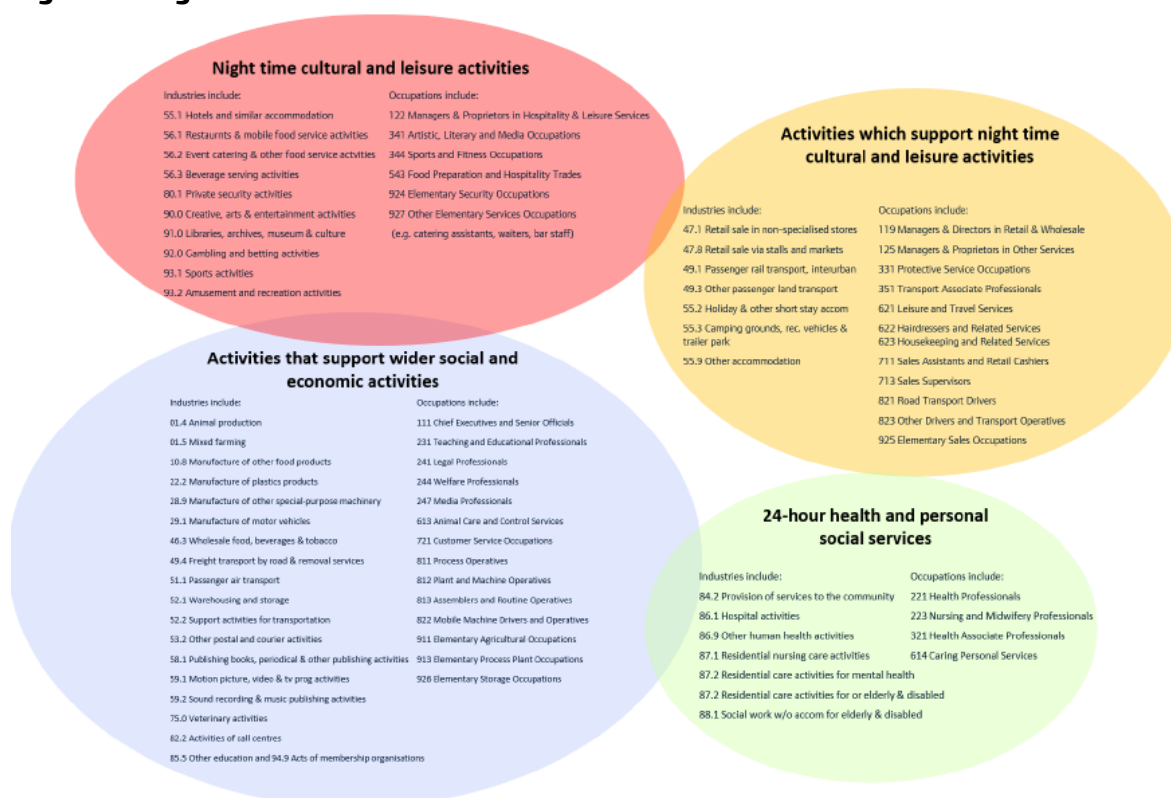 Night time cultural and leisure activities
Industries include:
55.1 Hotels and similar accommodation
56.1 Restaurnts & mobile food service activities
56.2 Event catering & other food service actvities
56.3 Beverage serving activities
80.1 Private security activities
90.0 Creative, arts & entertainment activities
91.0 Libraries, archives, museum & culture
92.0 Gambling and betting activities
93.1 Sports activities
93.2 Amusement and recreation activities
Occupations include:
122 Managers & Proprietors in Hospitality & Leisure Services
341 Artistic, Literary and Media Occupations
344 Sports and Fitness Occupations
543 Food Preparation and Hospitality Trades
924 Elementary Security Occupations
927 Other Elementary Services Occupations
(e.g. catering assistants, waiters, bar staff)
Activities which support night time
cultural and leisure activities
Industries include:
47.1 Retail sale in non-specialised stores
47.8 Retail sale via stalls and markets
49.1 Passenger rail transport, interurban
49.3 Other passenger land transport
55.2 Holiday & other short stay accom
55.3 Camping grounds, rec. vehicles &
trailer park
55.9 Other accommodation
Occupations include:
119 Managers & Directors in Retail & Wholesale
125 Managers & Proprietors in Other Services
331 Protective Service Occupations
351 Transport Associate Professionals
621 Leisure and Travel Services
622 Hairdressers and Related Services
623 Housekeeping and Related Services
711 Sales Assistants and Retail Cashiers
713 Sales Supervisors
821 Road Transport Drivers
823 Other Drivers and Transport Operatives
925 Elementary Sales Occupations
Activities that support wider social and
economic activities
Industries include:
01.4 Animal production
01.5 Mixed farming
10.8 Manufacture of other food products
22.2 Manufacture of plastics products
28.9 Manufacture of other special-purpose machinery
29.1 Manufacture of motor vehicles
46.3 Wholesale food, beverages & tobacco
49.4 Freight transport by road & removal services
51.1 Passenger air transport
52.1 Warehousing and storage
52.2 Support activities for transportation
53.2 Other postal and courier activities
58.1 Publishing books, periodical & other publishing activities
59.1 Motion picture, video & tv prog activities
59.2 Sound recording & music publishing activities
75.0 Veterinary activities
82.2 Activities of call centres
85.5 Other education and 94.9 Acts of membership organisations
Occupations include:
111 Chief Executives and Senior Officials
231 Teaching and Educational Professionals
241 Legal Professionals
244 Welfare Professionals
247 Media Professionals
613 Animal Care and Control Services
721 Customer Service Occupations
811 Process Operatives
812 Plant and Machine Operatives
813 Assemblers and Routine Operatives
822 Mobile Machine Drivers and Operatives
911 Elementary Agricultural Occupations
913 Elementary Process Plant Occupations
926 Elementary Storage Occupations
24-hour health and personal
social services
Industries include:
84.2 Provision of services to the community
86.1 Hospital activities
86.9 Other human health activities
87.1 Residential nursing care activities
87.2 Residential care activities for mental health
87.2 Residential care activities for or elderly & disabled
88.1 Social work w/o accom for elderly & disabled
Occupations include:
221 Health Professionals
223 Nursing and Midwifery Professionals
321 Health Associate Professionals
614 Caring Personal Services